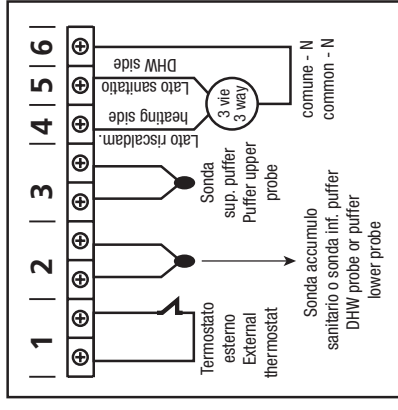 1 2 3 4 5 6
Termostato
esterno
External
thermostat
Sonda accumulo
sanitario o sonda inf. puffer
DHW probe or puffer
lower probe
Sonda
sup. puffer
Puffer upper
probe
Lato riscaldam.
heating side
Lato sanitatio
DHW side
3 vie
3 way
comune - N
common - N